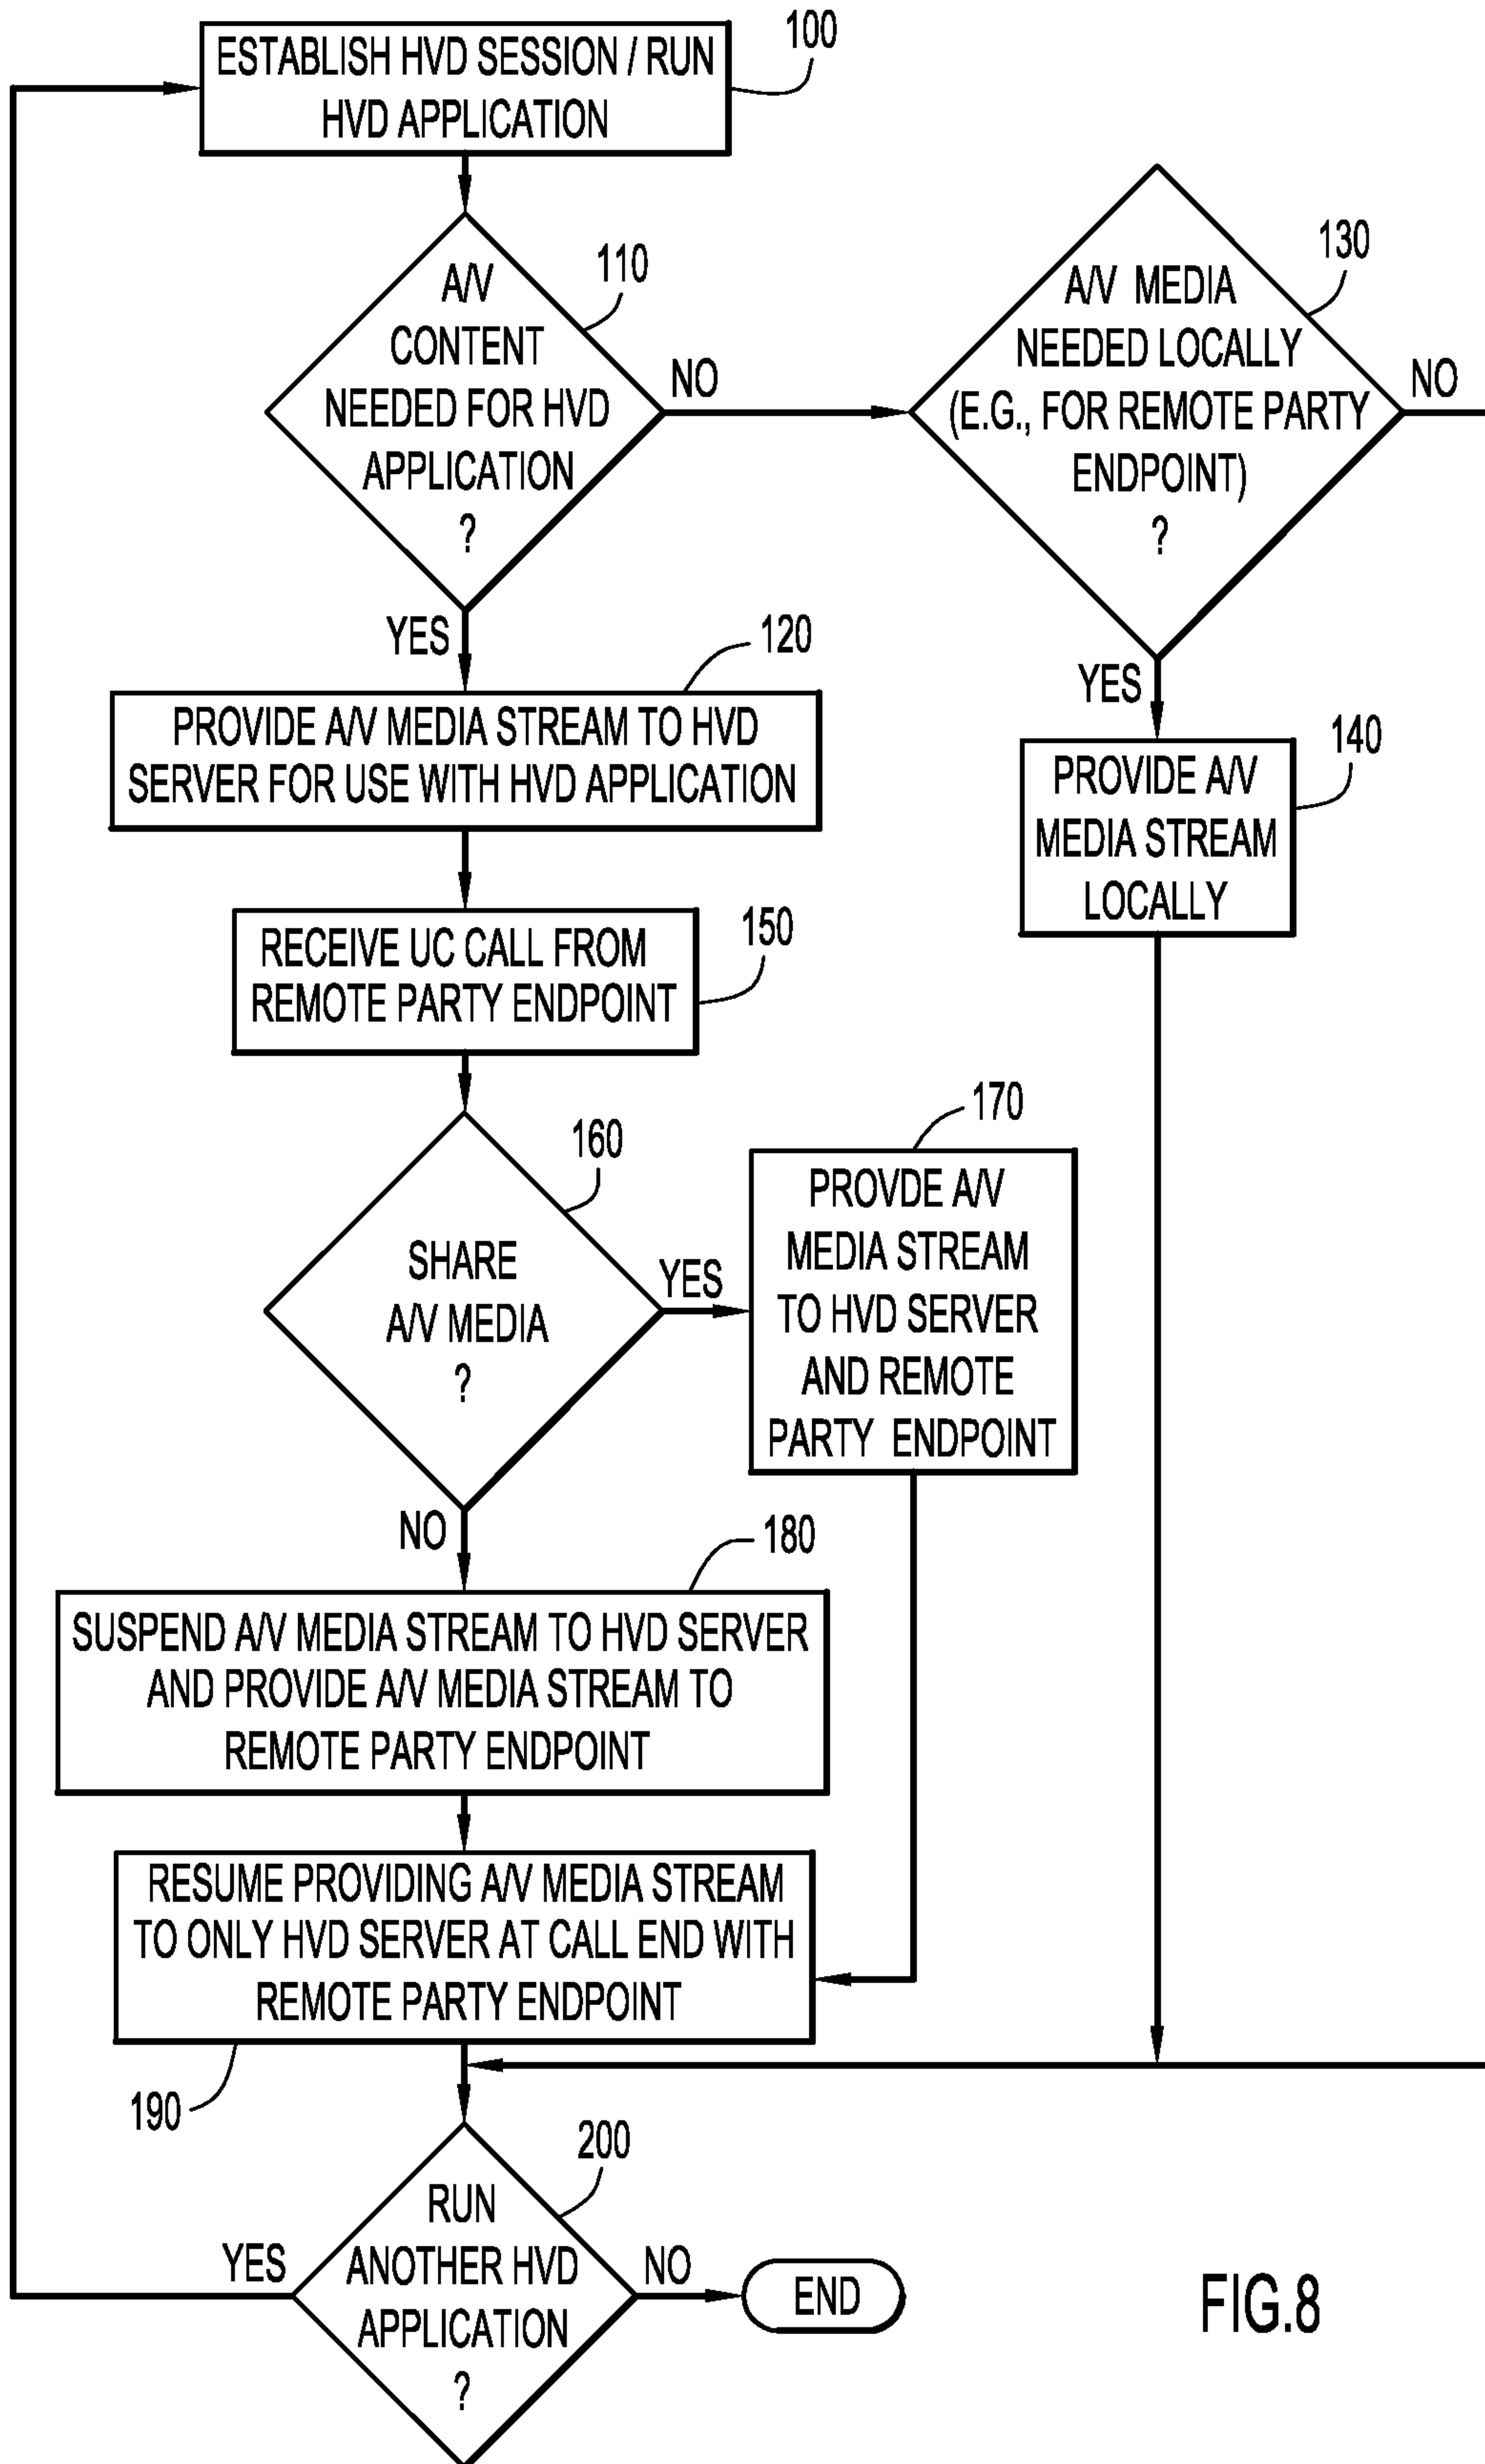 100
ESTABLISH HVD SESSION / RUN
HVD APPLICATION
110
A/V
CONTENT
NEEDED FOR HVD
APPLICATION
?
NO
YES
130
A/V MEDIA
NEEDED LOCALLY
(E.G., FOR REMOTE PARTY
ENDPOINT)
?
NO
YES
120
PROVIDE A/V MEDIA STREAM TO HVD
SERVER FOR USE WITH HVD APPLICATION
140
PROVIDE A/V
MEDIA STREAM
LOCALLY
150
RECEIVE UC CALL FROM
REMOTE PARTY ENDPOINT
160
SHARE
A/V MEDIA
?
YES
NO
170
PROVDE A/V
MEDIA STREAM
TO HVD SERVER
AND REMOTE
PARTY ENDPOINT
180
SUSPEND A/V MEDIA STREAM TO HVD SERVER
AND PROVIDE A/V MEDIA STREAM TO
REMOTE PARTY ENDPOINT
RESUME PROVIDING A/V MEDIA STREAM
TO ONLY HVD SERVER AT CALL END WITH
REMOTE PARTY ENDPOINT
190
200
RUN
ANOTHER HVD
APPLICATION
?
YES
NO
END
FIG.8